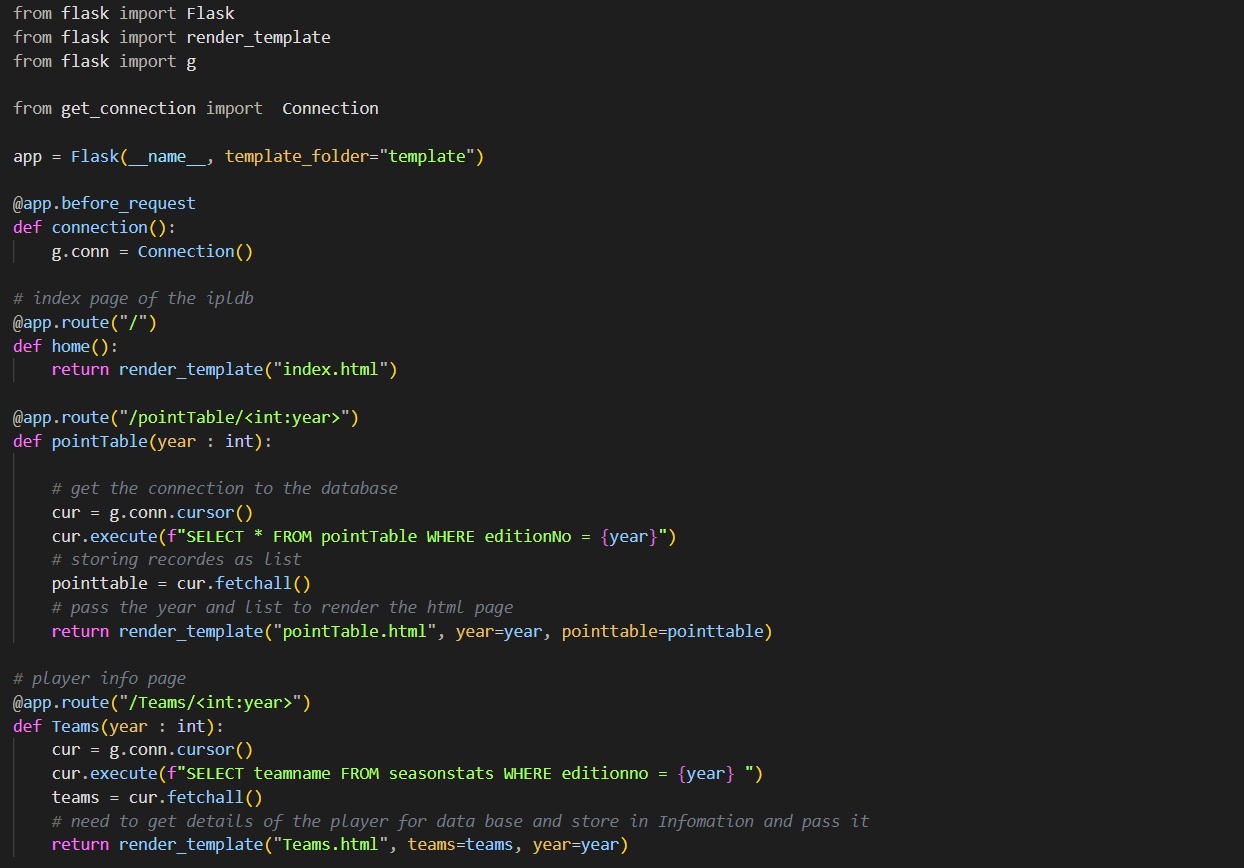 from flask import Flask
from flask import render_template
from flask import g

from get_connection import  Connection

app = Flask(__name__, template_folder="template")

@app.before_request
def connection():
    g.conn = Connection()

# index page of the ipldb
@app.route("/")
def home():
    return render_template("index.html")

@app.route("/pointTable/<int:year>")
def pointTable(year : int):

    # get the connection to the database
    cur = g.conn.cursor()
    cur.execute(f"SELECT * FROM pointTable WHERE editionNo = {year}")
    # storing recordes as list
    pointtable = cur.fetchall()
    # pass the year and list to render the html page
    return render_template("pointTable.html", year=year, pointtable=pointtable)

# player info page
@app.route("/Teams/<int:year>")
def Teams(year : int):
    cur = g.conn.cursor()
    cur.execute(f"SELECT teamname FROM seasonstats WHERE editionno = {year} ")
    teams = cur.fetchall()
    # need to get details of the player for data base and store in Infomation and pass it
    return render_template("Teams.html", teams=teams, year=year)